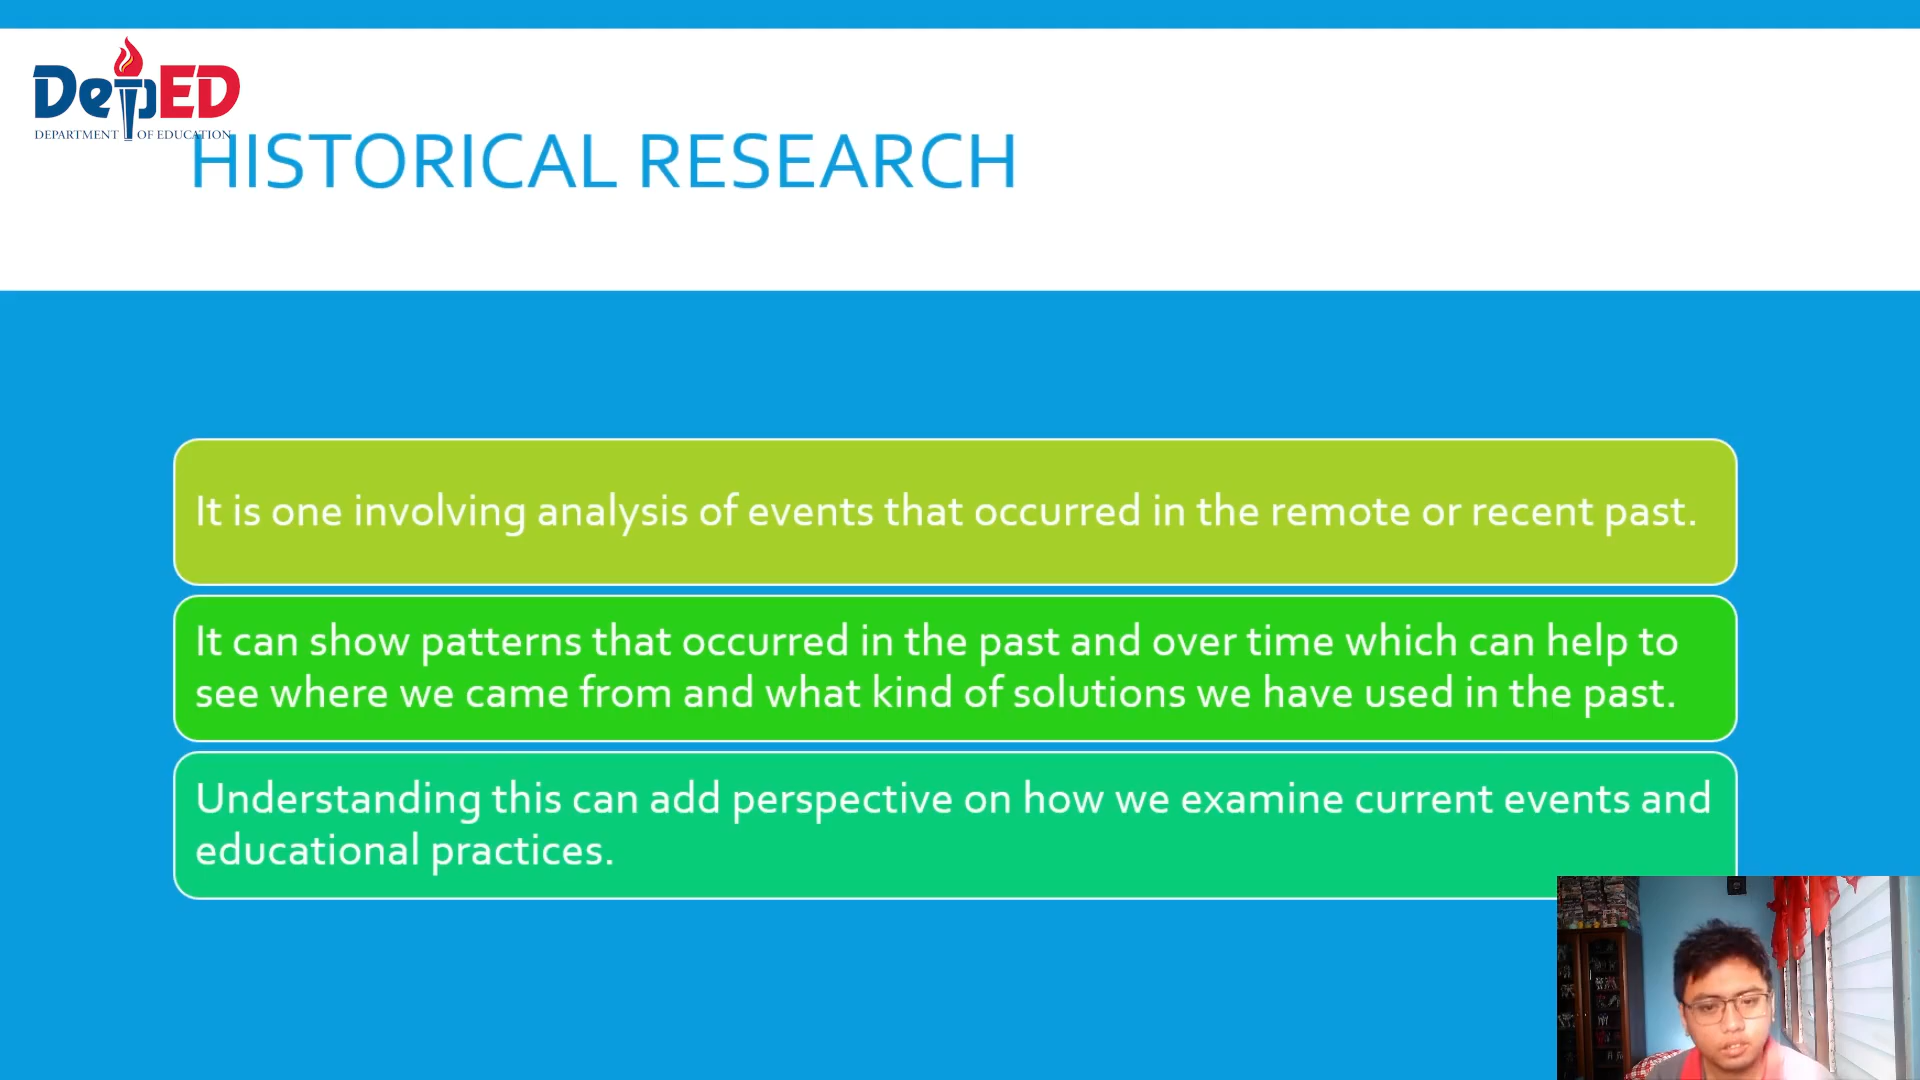 DepED
DEPARTMENT OF EDUCATION
HISTORICAL RESEARCH
It is one involving analysis of events that occurred in the remote or recent past.
It can show patterns that occurred in the past and over time which can help to
see where we came from and what kind of solutions we have used in the past.
Understanding this can add perspective on how we examine current events and
educational practices.